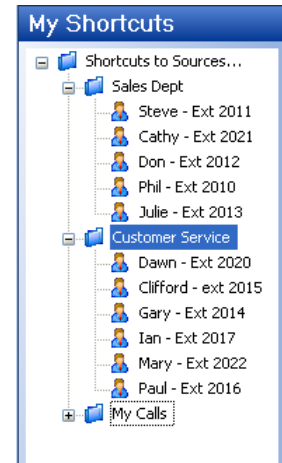 My Shortcuts
Shortcuts to Sources...
Sales Dept
Steve - Ext 2011
Cathy - Ext 2021
Don - Ext 2012
Phil - Ext 2010
Julie - Ext 2013
Customer Service
Dawn - Ext 2020
Clifford - ext 2015
Gary - Ext 2014
Ian - Ext 2017
Mary - Ext 2022
Paul - Ext 2016
My Calls